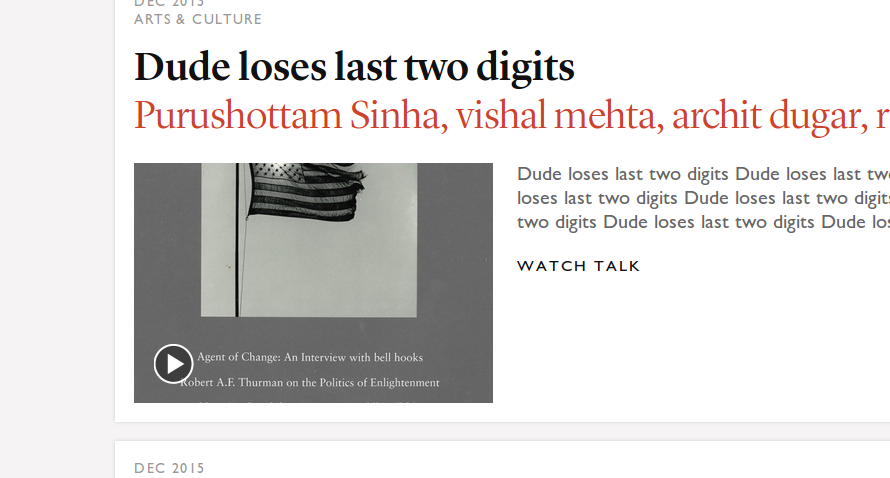 DEC 2015
ARTS & CULTURE
Dude loses last two digits
Purushottam Sinha, vishal mehta, archit dugar, r
Dude loses last two digits Dude loses last tw
loses last two digits Dude loses last two digits
two digits Dude loses last two digits Dude los
WATCH TALK
Agent of Change: An Interview with bell hooks
Robert A.F. Thurman on the Politics of Enlightenment
DEC 2015